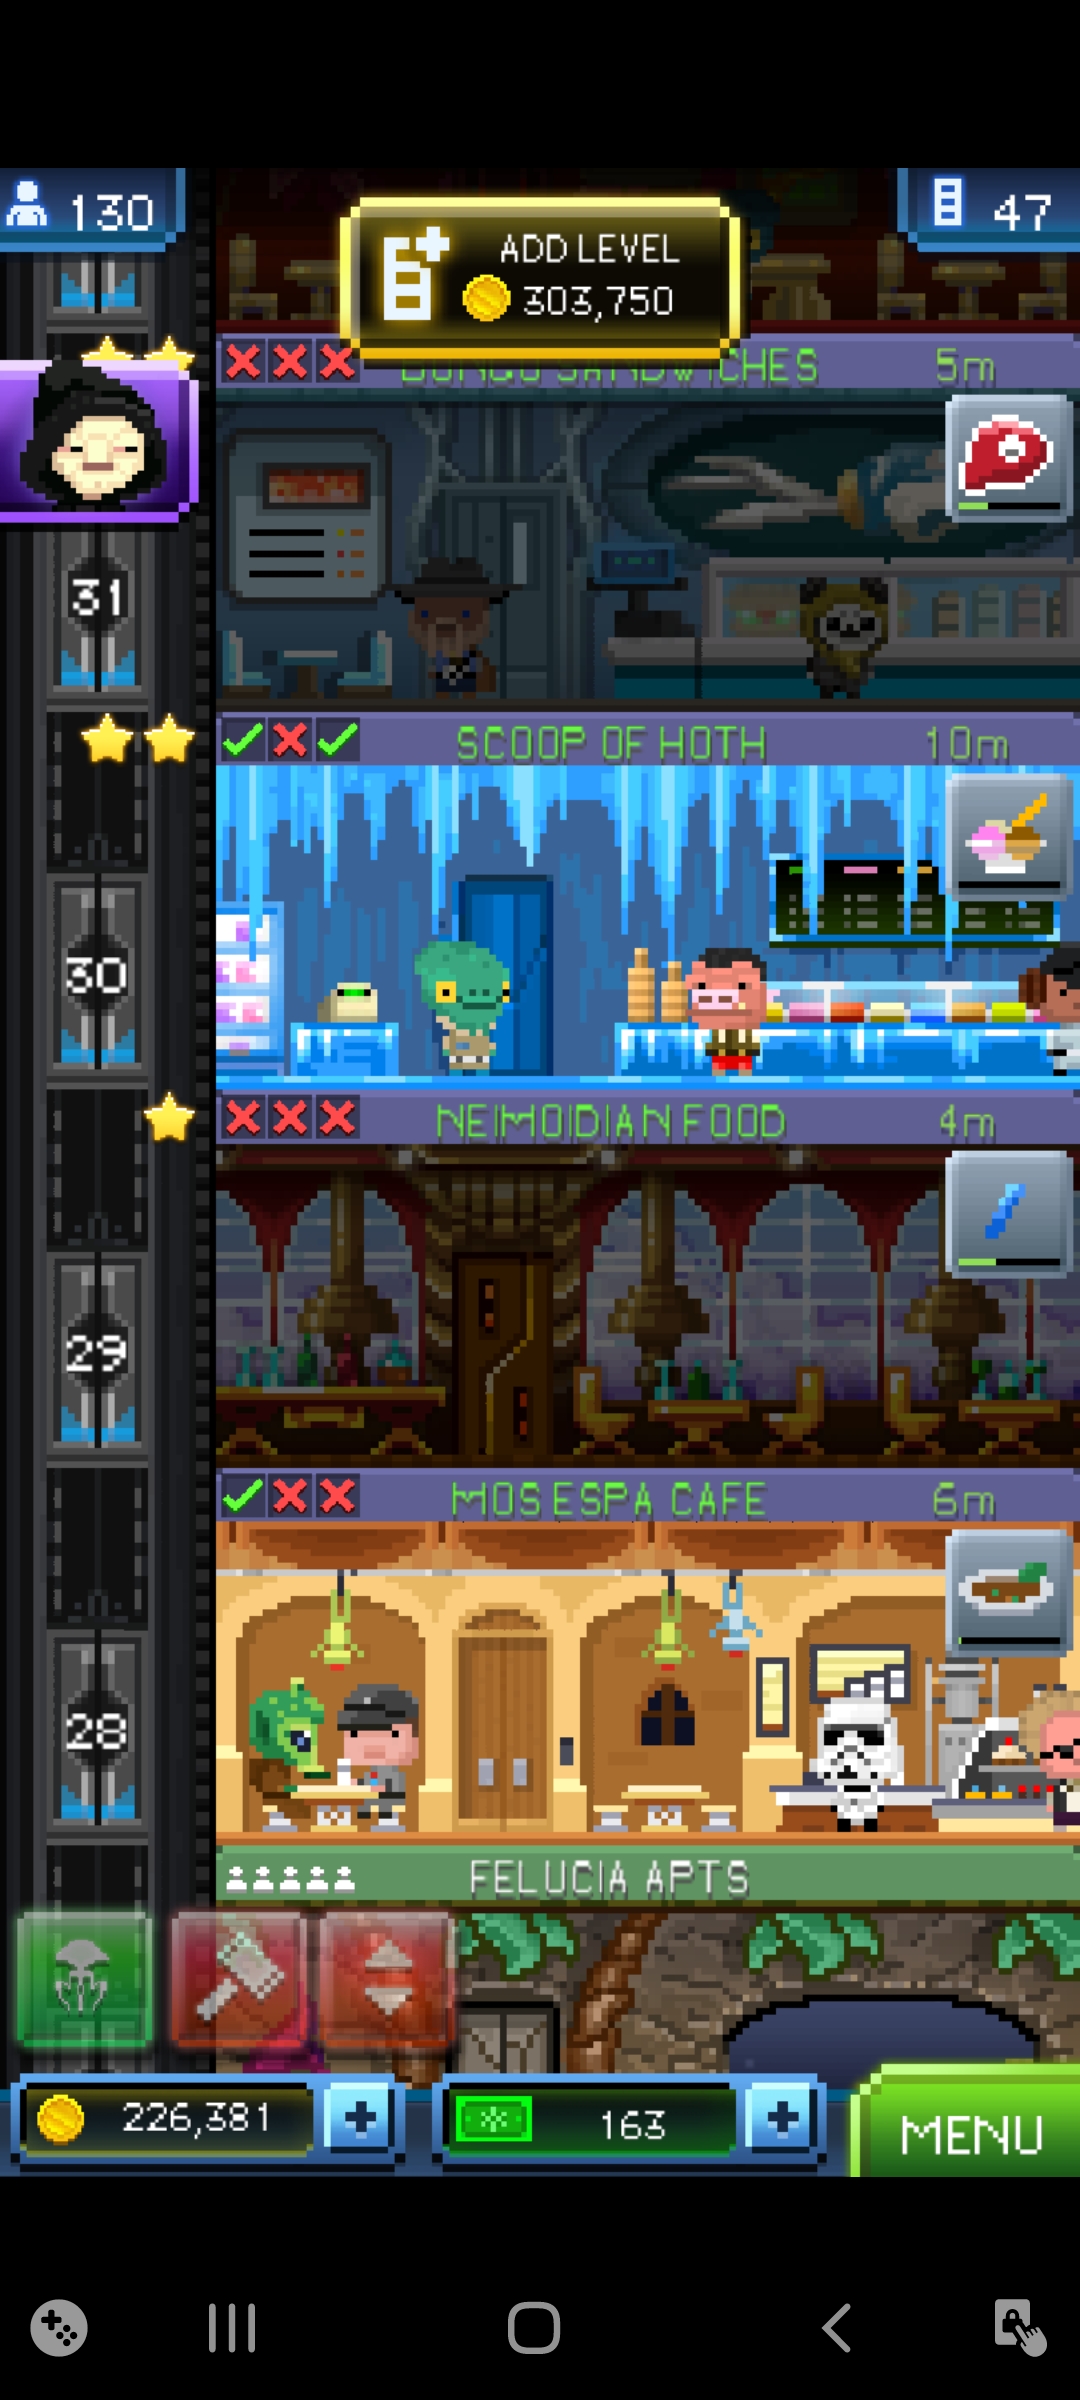 130
ADD LEVEL
303,750
47
SANDWICHES
5m
31
SCOOP OF HOTH
10m
30
NEIMOIDIAN FOOD
4m
29
MOS ESPA CAFE
6m
28
FELUCIA APTS
226,381
163
MENU